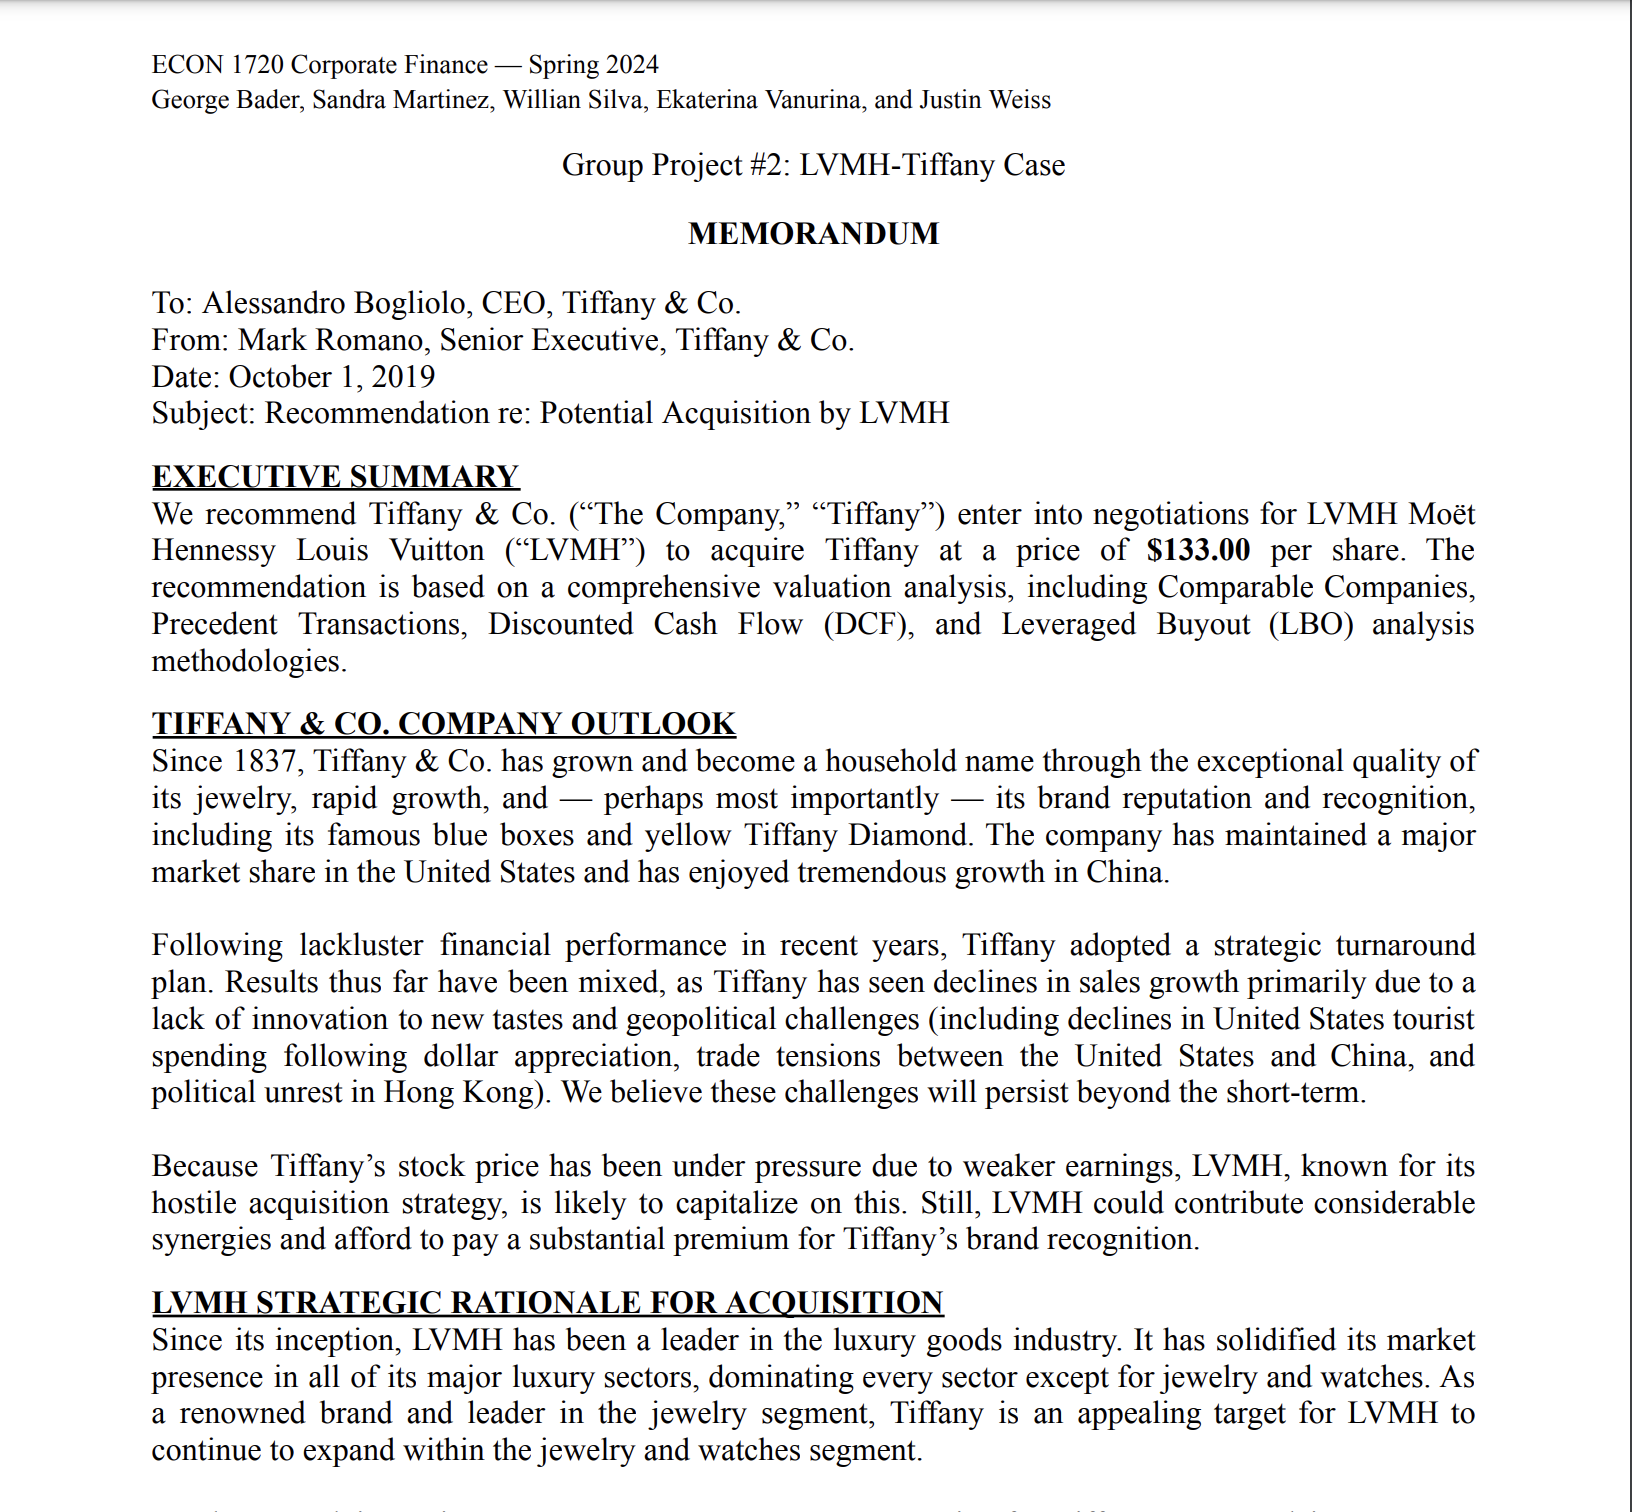 ECON 1720 Corporate Finance — Spring 2024
George Bader, Sandra Martinez, Willian Silva, Ekaterina Vanurina, and Justin Weiss
Group Project #2: LVMH-Tiffany Case
MEMORANDUM
To: Alessandro Bogliolo, CEO, Tiffany & Co.
From: Mark Romano, Senior Executive, Tiffany & Co.
Date: October 1, 2019
Subject: Recommendation re: Potential Acquisition by LVMH
EXECUTIVE SUMMARY
We recommend Tiffany & Co. (“The Company,” “Tiffany”) enter into negotiations for LVMH Moët
Hennessy Louis Vuitton (“LVMH”) to acquire Tiffany at a price of $133.00 per share. The
recommendation is based on a comprehensive valuation analysis, including Comparable Companies,
Precedent Transactions, Discounted Cash Flow (DCF), and Leveraged Buyout (LBO) analysis
methodologies.
TIFFANY & CO. COMPANY OUTLOOK
Since 1837, Tiffany & Co. has grown and become a household name through the exceptional quality of
its jewelry, rapid growth, and — perhaps most importantly — its brand reputation and recognition,
including its famous blue boxes and yellow Tiffany Diamond. The company has maintained a major
market share in the United States and has enjoyed tremendous growth in China.
Following lackluster financial performance in recent years, Tiffany adopted a strategic turnaround
plan. Results thus far have been mixed, as Tiffany has seen declines in sales growth primarily due to a
lack of innovation to new tastes and geopolitical challenges (including declines in United States tourist
spending following dollar appreciation, trade tensions between the United States and China, and
political unrest in Hong Kong). We believe these challenges will persist beyond the short-term.
Because Tiffany’s stock price has been under pressure due to weaker earnings, LVMH, known for its
hostile acquisition strategy, is likely to capitalize on this. Still, LVMH could contribute considerable
synergies and afford to pay a substantial premium for Tiffany’s brand recognition.
LVMH STRATEGIC RATIONALE FOR ACQUISITION
Since its inception, LVMH has been a leader in the luxury goods industry. It has solidified its market
presence in all of its major luxury sectors, dominating every sector except for jewelry and watches. As
a renowned brand and leader in the jewelry segment, Tiffany is an appealing target for LVMH to
continue to expand within the jewelry and watches segment.